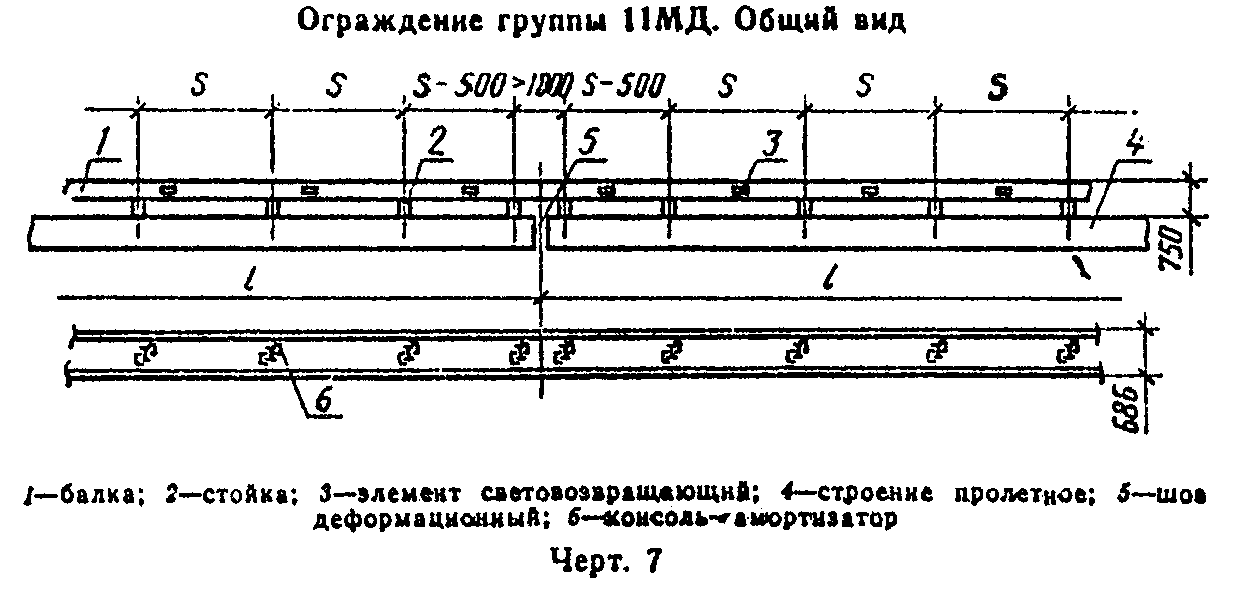 Ограждение группы 11МД. Общий вид
S S S-500 >1000 S-500 S S S
1 2 5 3 4
750
l l
6
686
1—балка; 2—стойка; 3—элемент световозвращающий; 4—строение пролетное; 5—шов
деформационный; 6—консоль-амортизатор
Черт. 7